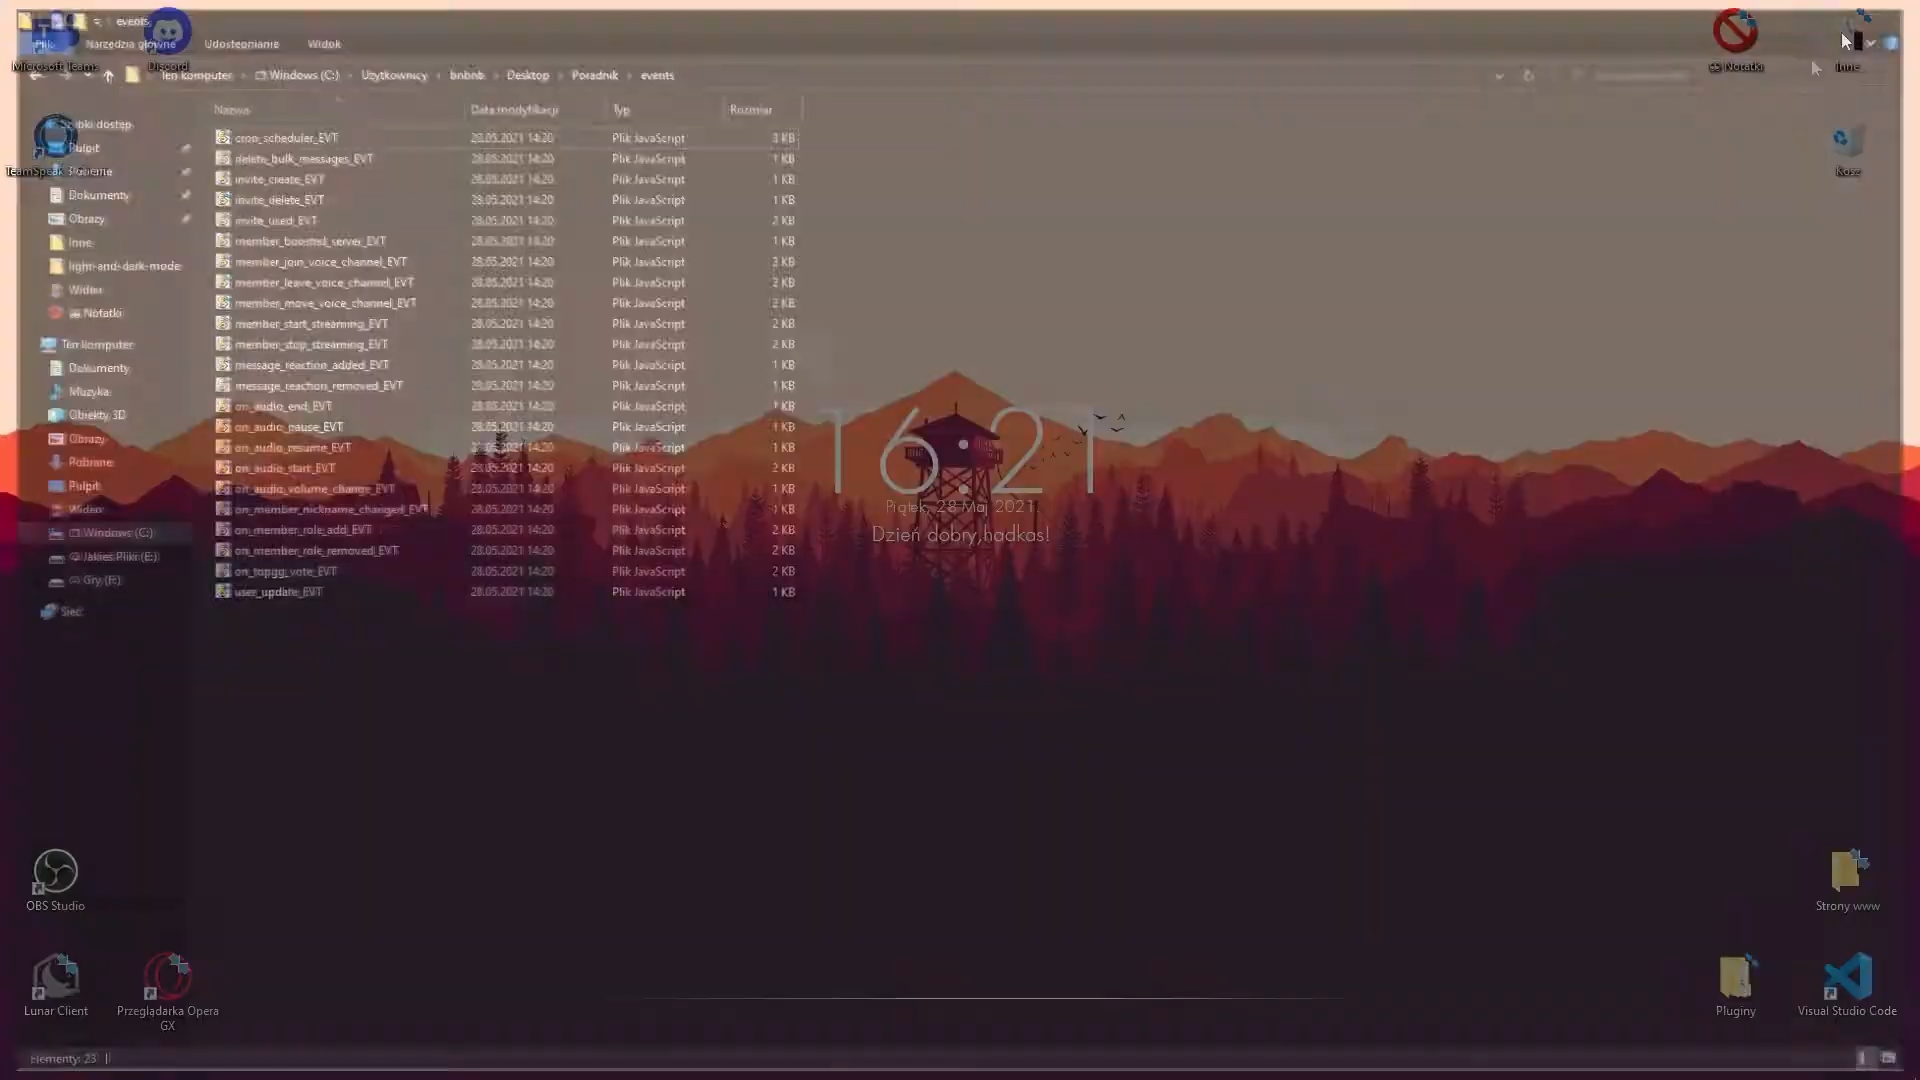 events
Plik
Narzędzia główne
Udostępnianie
Widok
Microsoft Teams
Discord
Notatki
Inne
Ten komputer
Windows (C:)
Użytkownicy
bnbnb
Desktop
Poradnik
events
Nazwa
Data modyfikacji
Typ
Rozmiar
cron_scheduler_EVT 28.05.2021 14:20 Plik JavaScript 3 KB
delete_bulk_messages_EVT 28.05.2021 14:20 Plik JavaScript 1 KB
invite_create_EVT 28.05.2021 14:20 Plik JavaScript 1 KB
invite_delete_EVT 28.05.2021 14:20 Plik JavaScript 1 KB
invite_used_EVT 28.05.2021 14:20 Plik JavaScript 2 KB
member_boosted_server_EVT 28.05.2021 14:20 Plik JavaScript 1 KB
member_join_voice_channel_EVT 28.05.2021 14:20 Plik JavaScript 3 KB
member_leave_voice_channel_EVT 28.05.2021 14:20 Plik JavaScript 2 KB
member_move_voice_channel_EVT 28.05.2021 14:20 Plik JavaScript 2 KB
member_start_streaming_EVT 28.05.2021 14:20 Plik JavaScript 2 KB
member_stop_streaming_EVT 28.05.2021 14:20 Plik JavaScript 2 KB
message_reaction_added_EVT 28.05.2021 14:20 Plik JavaScript 1 KB
message_reaction_removed_EVT 28.05.2021 14:20 Plik JavaScript 1 KB
on_audio_end_EVT 28.05.2021 14:20 Plik JavaScript 1 KB
on_audio_pause_EVT 28.05.2021 14:20 Plik JavaScript 1 KB
on_audio_resume_EVT 28.05.2021 14:20 Plik JavaScript 1 KB
on_audio_start_EVT 28.05.2021 14:20 Plik JavaScript 2 KB
on_audio_volume_change_EVT 28.05.2021 14:20 Plik JavaScript 1 KB
on_member_nickname_changed_EVT 28.05.2021 14:20 Plik JavaScript 1 KB
on_member_role_add_EVT 28.05.2021 14:20 Plik JavaScript 2 KB
on_member_role_removed_EVT 28.05.2021 14:20 Plik JavaScript 2 KB
on_topgg_vote_EVT 28.05.2021 14:20 Plik JavaScript 2 KB
user_update_EVT 28.05.2021 14:20 Plik JavaScript 1 KB
Szybki dostęp
Pulpit
TeamSpeak
Pobrane
Dokumenty
Obrazy
Inne
light-and-dark-mode
Wideo
Notatki
Ten komputer
Dokumenty
Muzyka
Obiekty 3D
Obrazy
Pobrane
Pulpit
Wideo
Windows (C:)
Jakieś Pliki (E:)
Gry (F:)
Sieć
Kosz
16:21
Piątek, 28 Maj 2021.
Dzień dobry,hadkas!
OBS Studio
Strony www
Lunar Client
Przeglądarka Opera
GX
Pluginy
Visual Studio Code
Elementy: 23